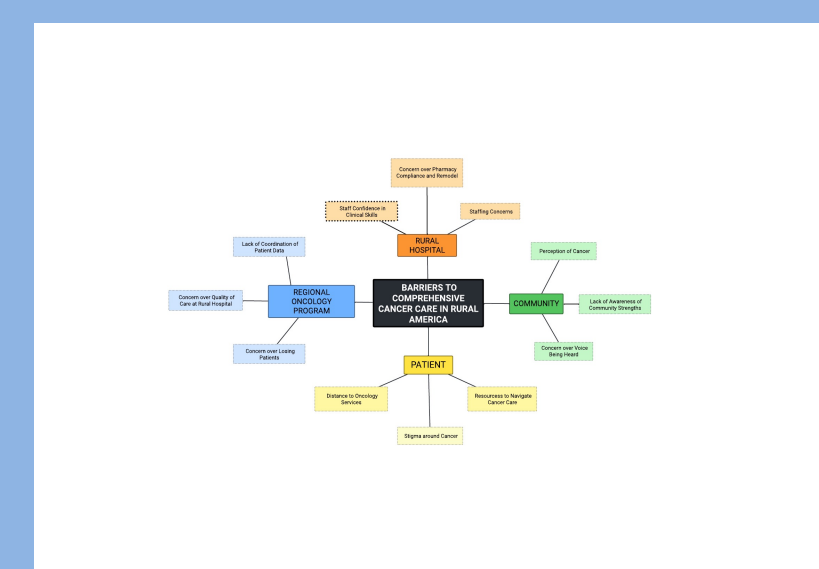 Concern over Pharmacy
Compliance and Remodel
Staff Confidence in
Clinical Skills
Staffing Concerns
RURAL
HOSPITAL
Lack of Coordination of
Patient Data
Perception of Cancer
Concern over Quality of
Care at Rural Hospital
REGIONAL
ONCOLOGY
PROGRAM
BARRIERS TO
COMPREHENSIVE
CANCER CARE IN RURAL
AMERICA
COMMUNITY
Lack of Awareness of
Community Strengths
Concern over Losing
Patients
Concern over Voice
Being Heard
PATIENT
Distance to Oncology
Services
Resourcess to Navigate
Cancer Care
Stigma around Cancer